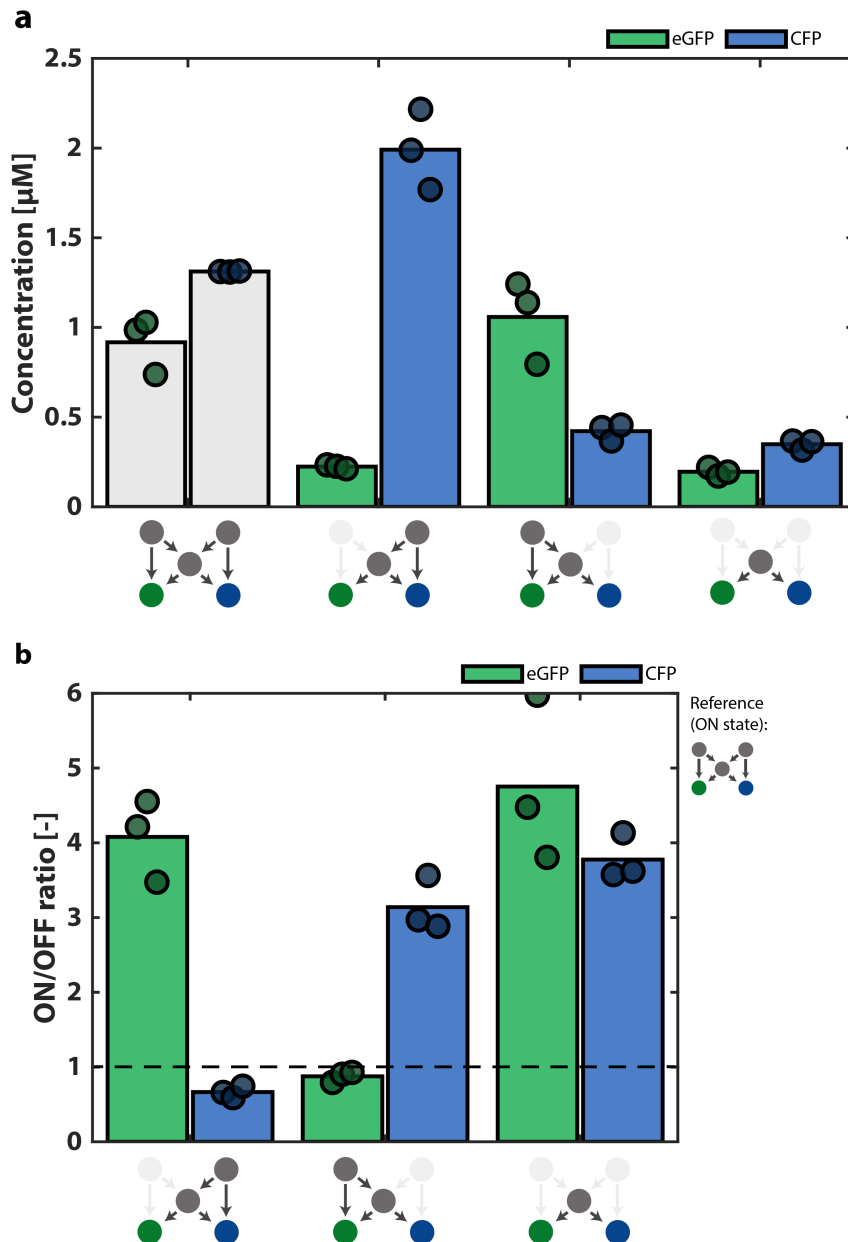 a
eGFP CFP
2.5
2
1.5
1
0.5
0
Concentration [μM]
b
eGFP CFP
6
5
4
3
2
1
0
ON/OFF ratio [-]
Reference
(ON state):